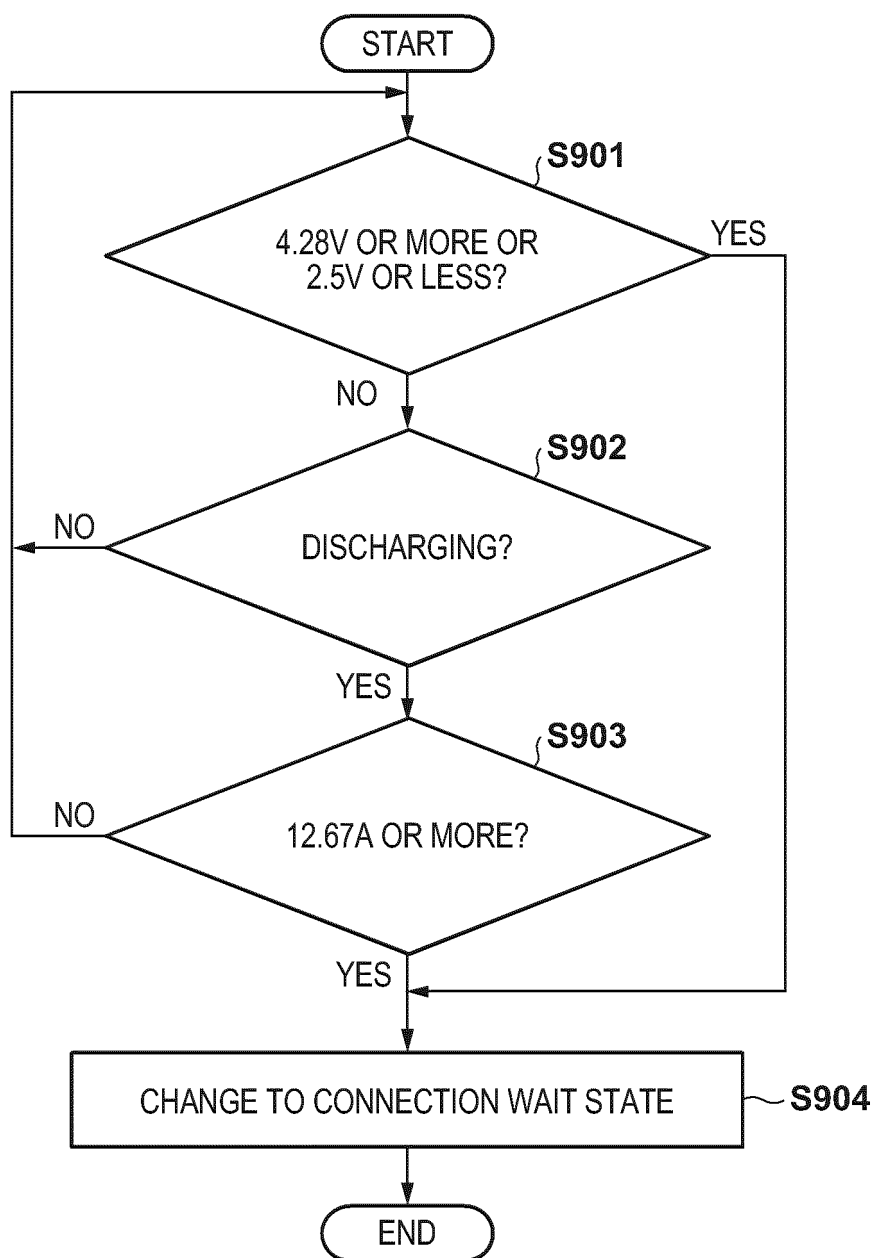 START
S901
4.28V OR MORE OR
2.5V OR LESS?
YES
NO
S902
DISCHARGING?
NO
YES
S903
12.67A OR MORE?
NO
YES
CHANGE TO CONNECTION WAIT STATE
S904
END